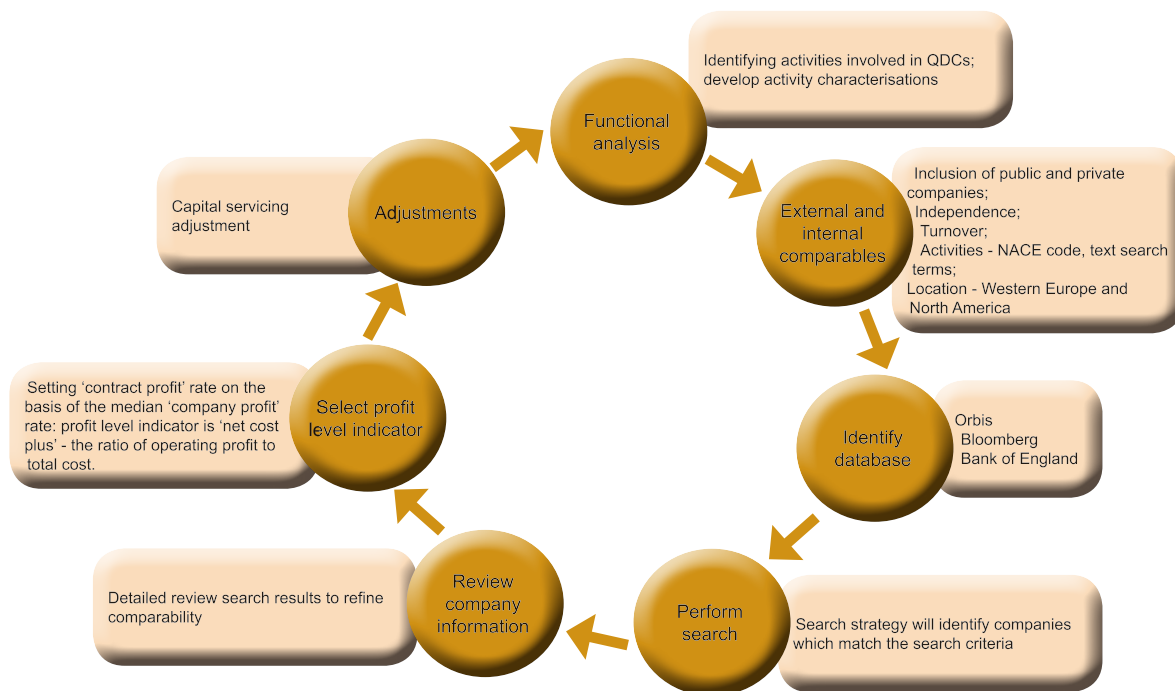 Functional
analysis
Identifying activities involved in QDCs;
develop activity characterisations
External and
internal
comparables
Inclusion of public and private
companies;
Independence;
Turnover;
Activities - NACE code, text search
terms;
Location - Western Europe and
North America
Identify
database
Orbis
Bloomberg
Bank of England
Perform
search
Search strategy will identify companies
which match the search criteria
Review
company
information
Detailed review search results to refine
comparability
Select profit
level indicator
Setting ‘contract profit’ rate on the
basis of the median ‘company profit’
rate: profit level indicator is ‘net cost
plus’ - the ratio of operating profit to
total cost.
Adjustments
Capital servicing
adjustment